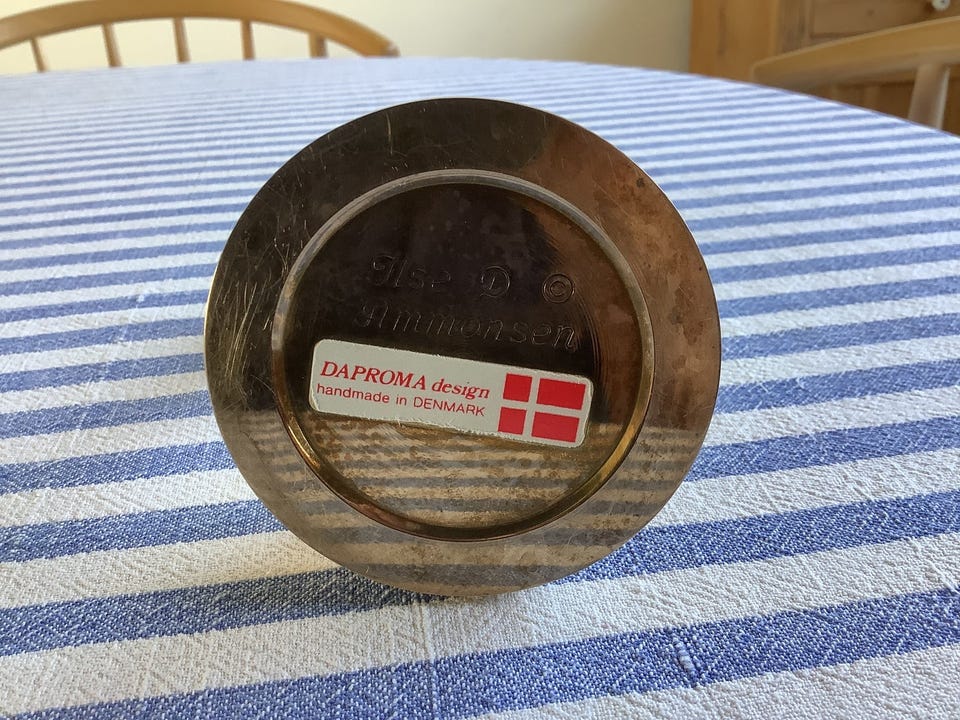 Ilse D ©
Ammonsen
DAPROMA design
handmade in DENMARK